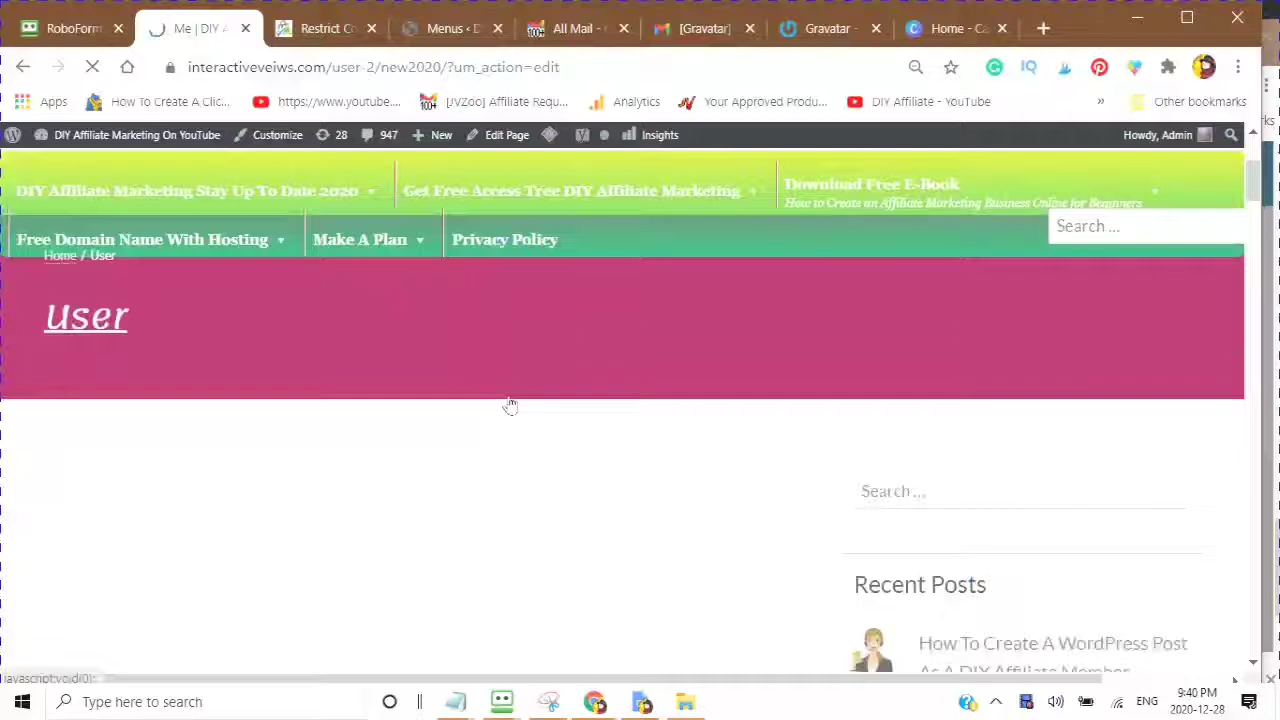 RoboForm
Me | DIY A
Restrict Co
Menus ‹ D
All Mail -
[Gravatar]
Gravatar -
Home - Ca
interactiveveiws.com/user-2/new2020/?um_action=edit
Apps
How To Create A Clic...
https://www.youtube....
[JVZoo] Affiliate Requ...
Analytics
Your Approved Produ...
DIY Affiliate - YouTube
»
Other bookmarks
DIY Affiliate Marketing On YouTube
Customize
28
947
New
Edit Page
Insights
Howdy, Admin
DIY Affiliate Marketing Stay Up To Date 2020
Get Free Access Tree DIY Affiliate Marketing
Download Free E-Book
How to Create an Affiliate Marketing Business Online for Beginners
Free Domain Name With Hosting
Make A Plan
Privacy Policy
Search ...
Home / User
User
Search ...
Recent Posts
How To Create A WordPress Post
As A DIY Affiliate Member
javascript:void(0);
Type here to search
ENG
9:40 PM
2020-12-28